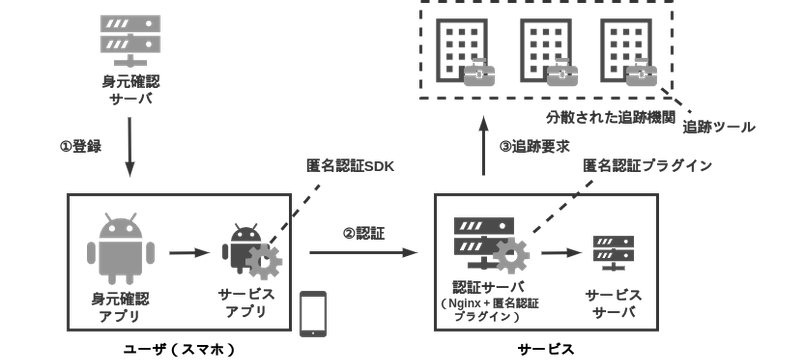 身元確認
サーバ
①登録
分散された追跡機関
追跡ツール
③追跡要求
匿名認証SDK
匿名認証プラグイン
②認証
身元確認
アプリ
サービス
アプリ
認証サーバ
（Nginx + 匿名認証
プラグイン）
サービス
サーバ
ユーザ（スマホ）
サービス